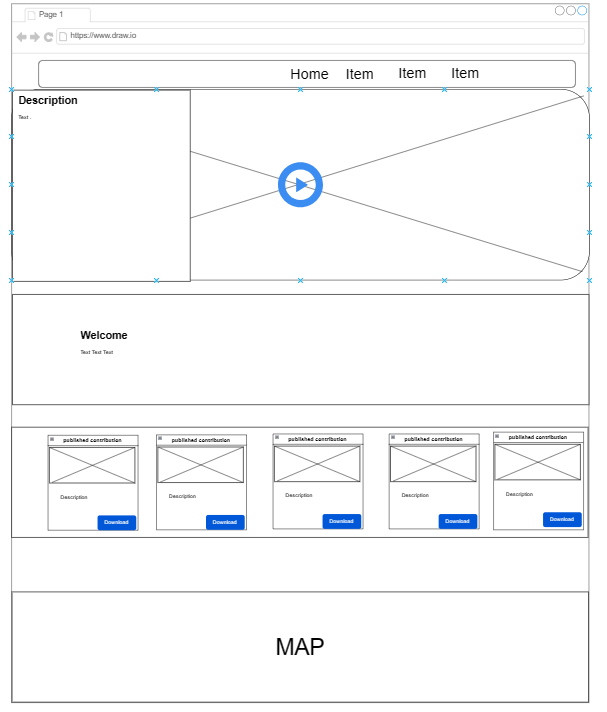 Page 1
https://www.draw.io
Home Item Item Item
Description
Text .
Welcome
Text Text Text
published contribution published contribution published contribution published contribution published contribution
Description Description Description Description Description
Download Download Download Download Download
MAP